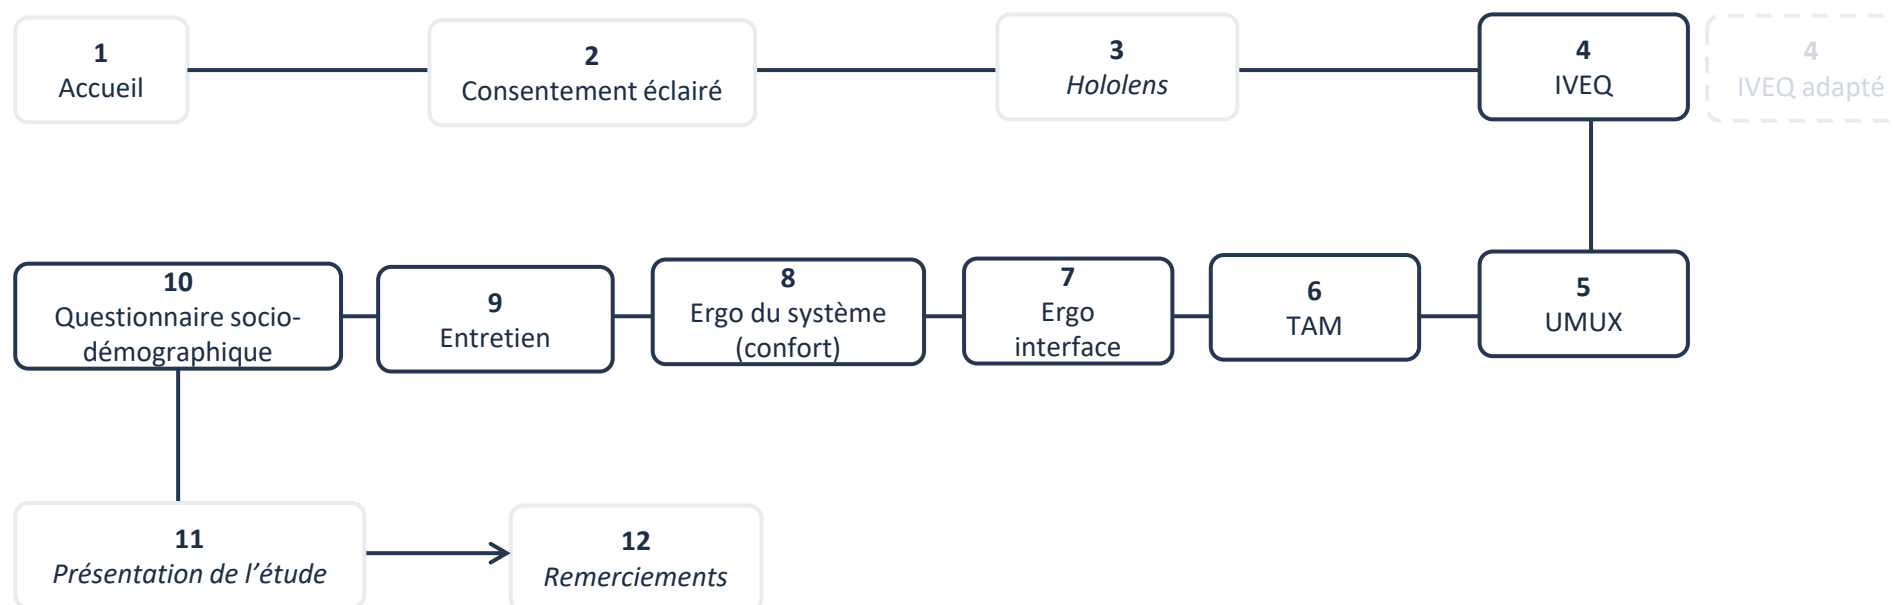 1
Accueil
2
Consentement éclairé
3
Hololens
4
IVEQ
4
IVEQ adapté
10
Questionnaire socio-
démographique
9
Entretien
8
Ergo du système
(confort)
7
Ergo
interface
6
TAM
5
UMUX
11
Présentation de l’étude
12
Remerciements